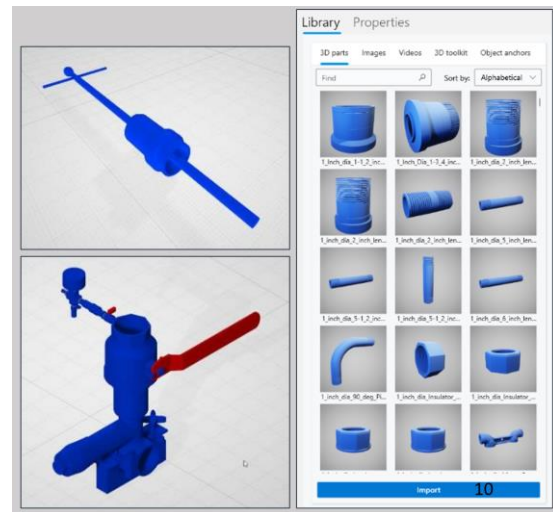 Library Properties
3D parts Images Videos 3D toolkit Object anchors
Find Sort by: Alphabetical
1_Inch_dia_1-1_2_inc... 1_Inch_Dia_1-3_4_inc... 1_inch_dia_2_inch_len...
1_inch_dia_2_inch_len... 1_inch_dia_2_inch_len... 1_inch_dia_5_inch_len...
1_inch_dia_5-1_2_inc... 1_inch_dia_5-1_2_inc... 1_inch_dia_6_inch_len...
1_inch_dia_90_deg_Pi... 1_inch_dia_Insulator_... 1_inch_dia_Insulator_...
Import 10